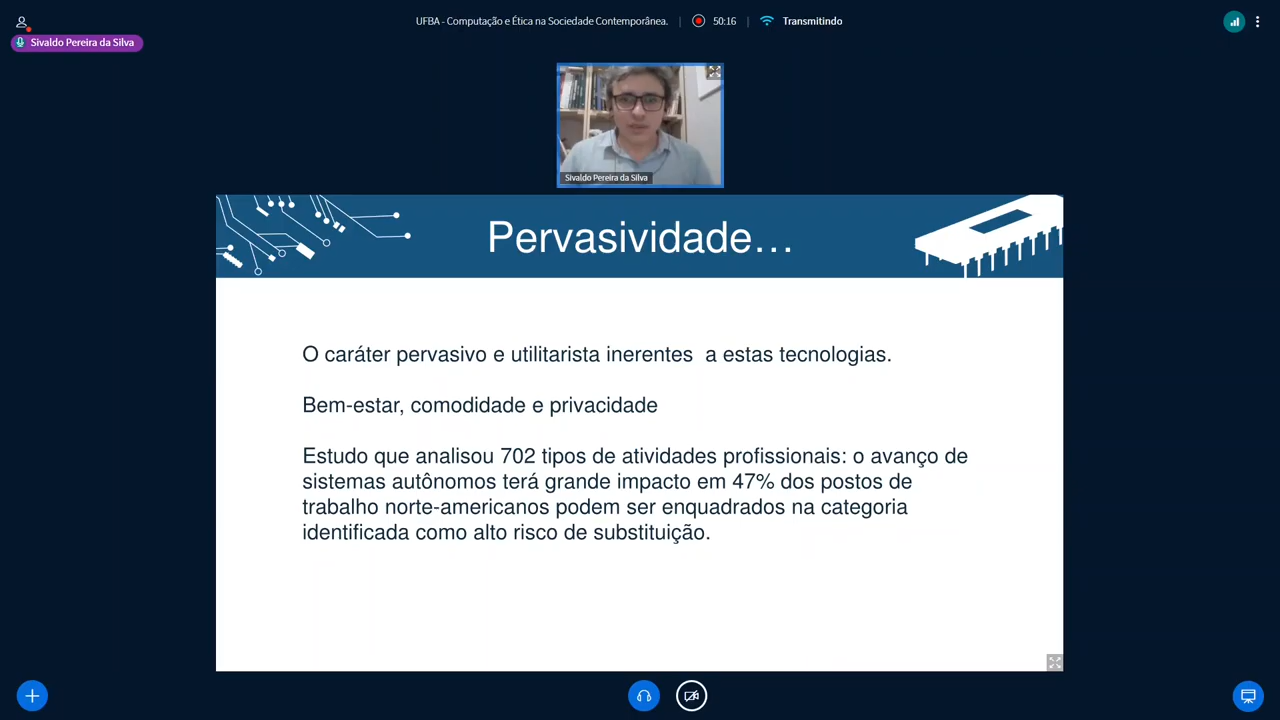 UFBA - Computação e Ética na Sociedade Contemporânea. | 50:16 | Transmitindo
Sivaldo Pereira da Silva
Sivaldo Pereira da Silva
Pervasividade...
O caráter pervasivo e utilitarista inerentes a estas tecnologias.
Bem-estar, comodidade e privacidade
Estudo que analisou 702 tipos de atividades profissionais: o avanço de
sistemas autônomos terá grande impacto em 47% dos postos de
trabalho norte-americanos podem ser enquadrados na categoria
identificada como alto risco de substituição.